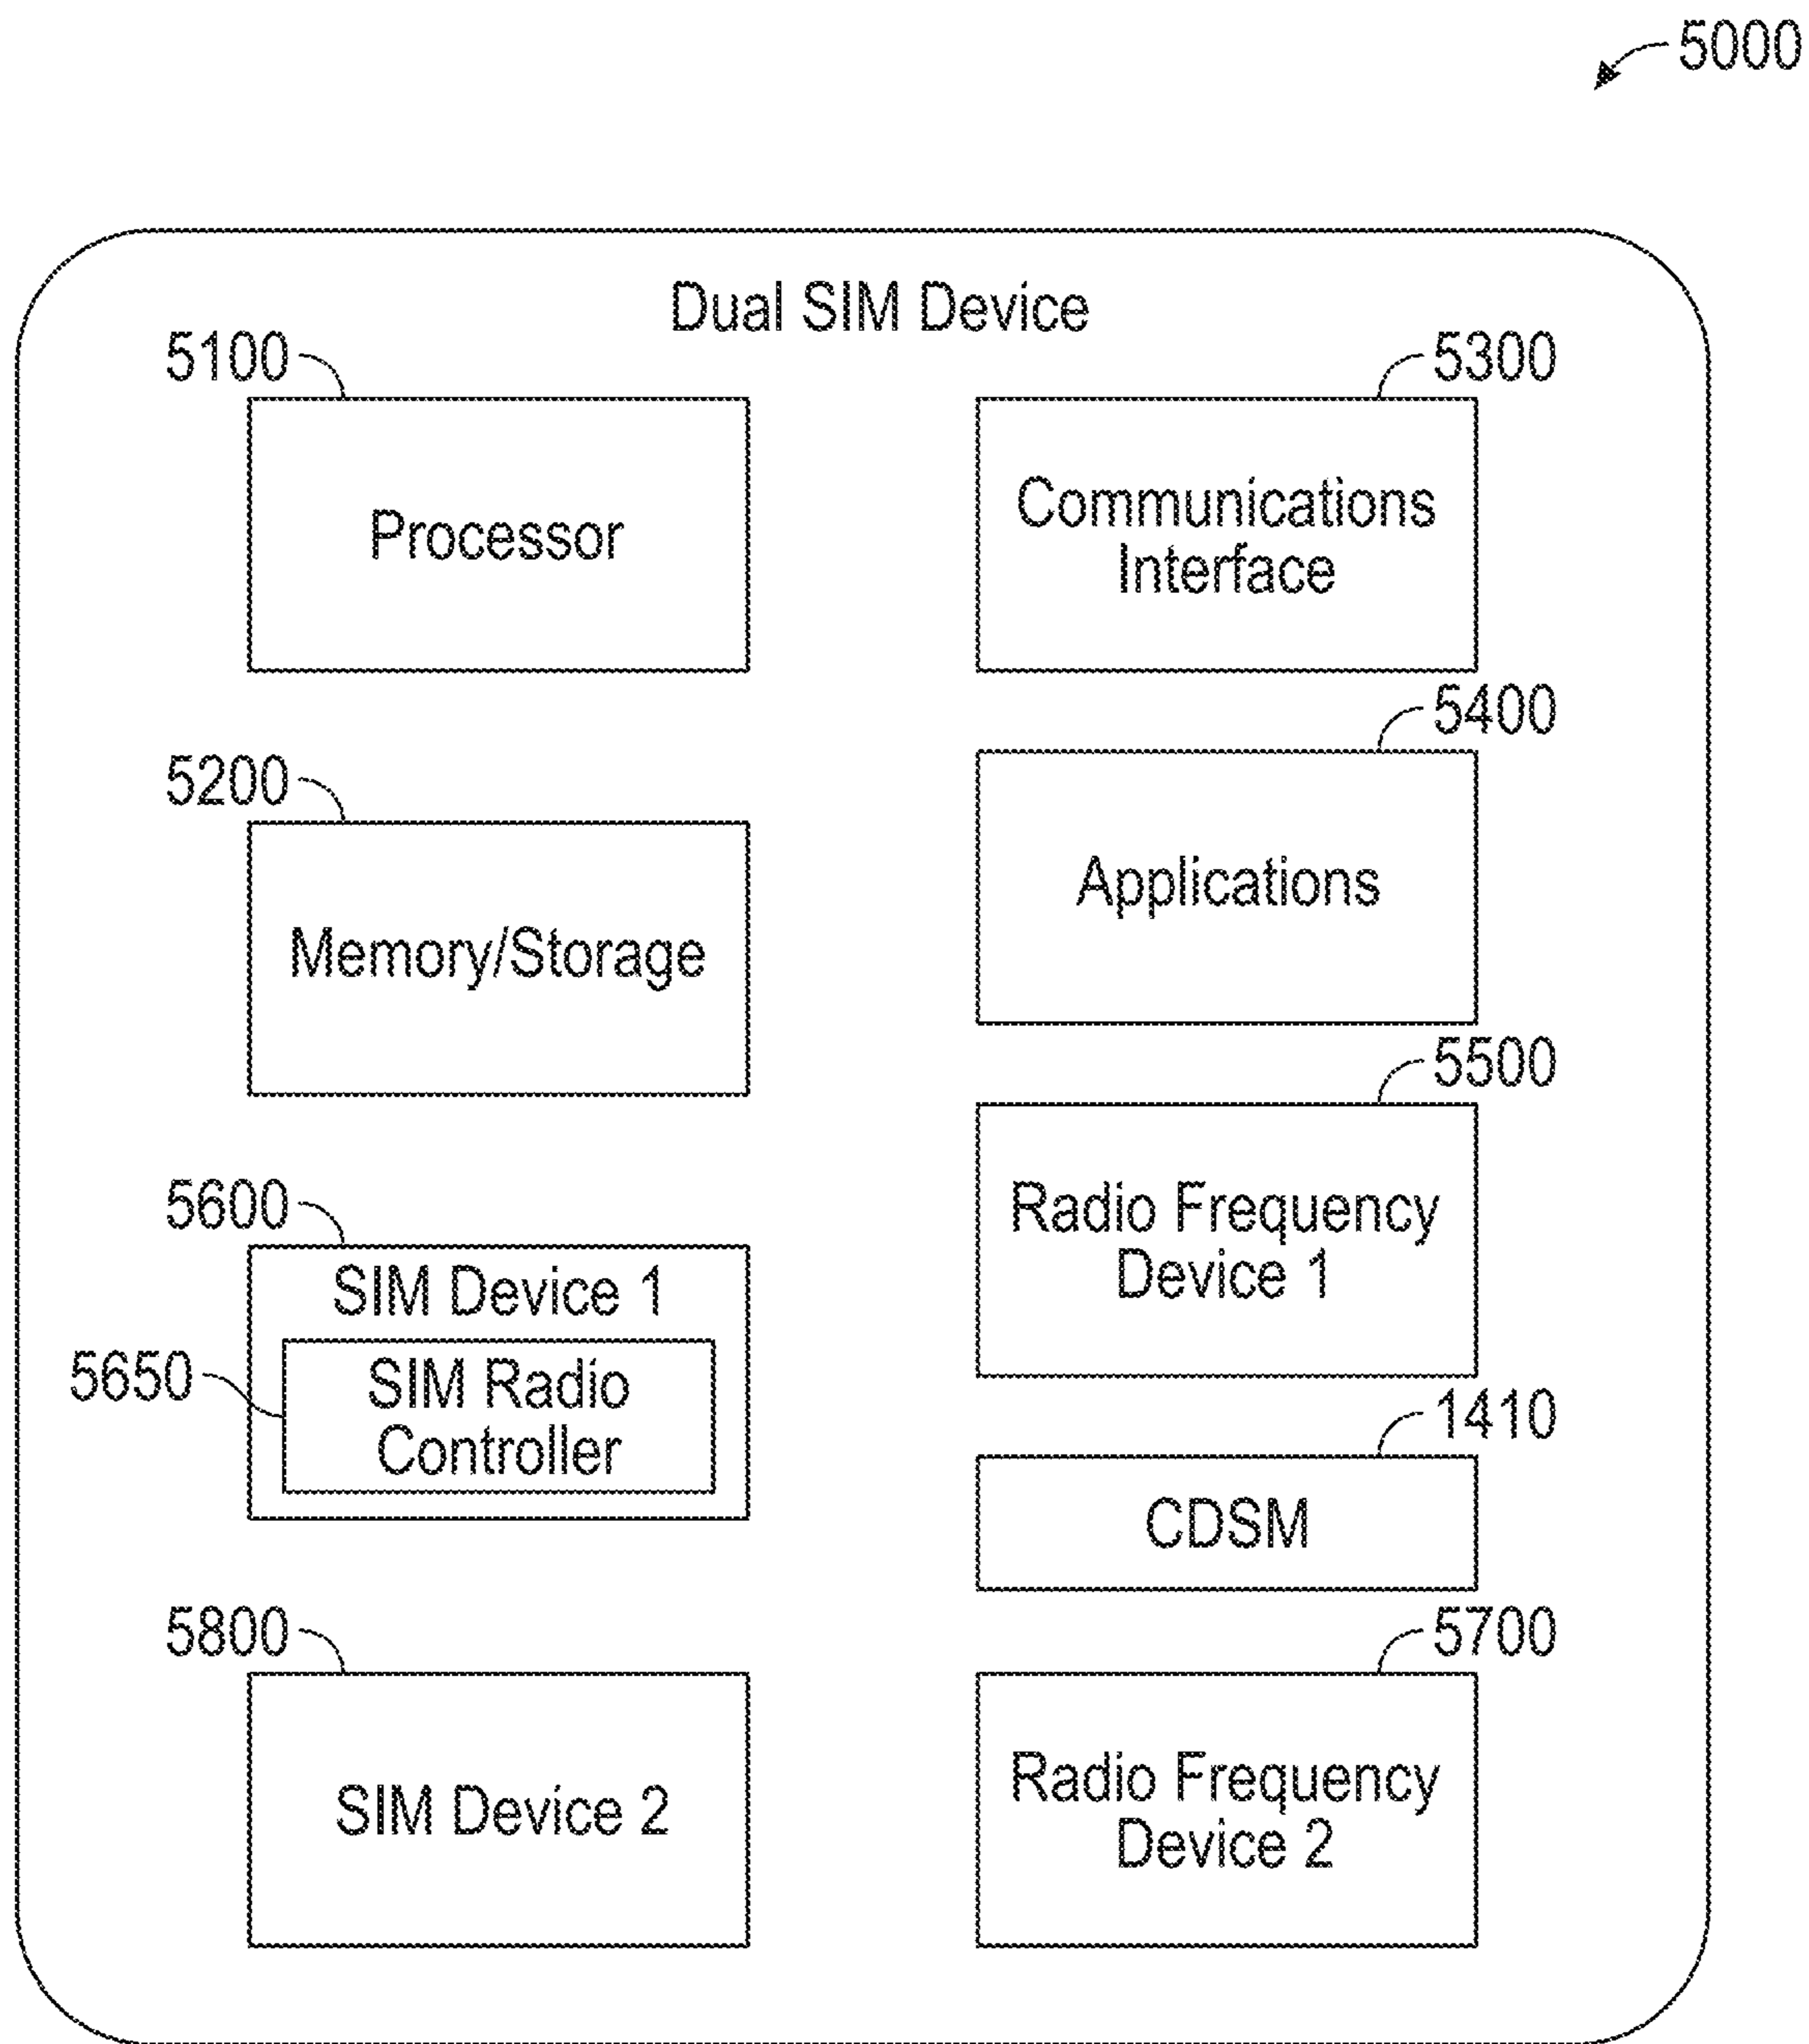 5000
Dual SIM Device
5100
Processor
5300
Communications
Interface
5200
Memory/Storage
5400
Applications
5500
Radio Frequency
Device 1
5600
SIM Device 1
5650
SIM Radio
Controller
1410
CDSM
5800
SIM Device 2
5700
Radio Frequency
Device 2